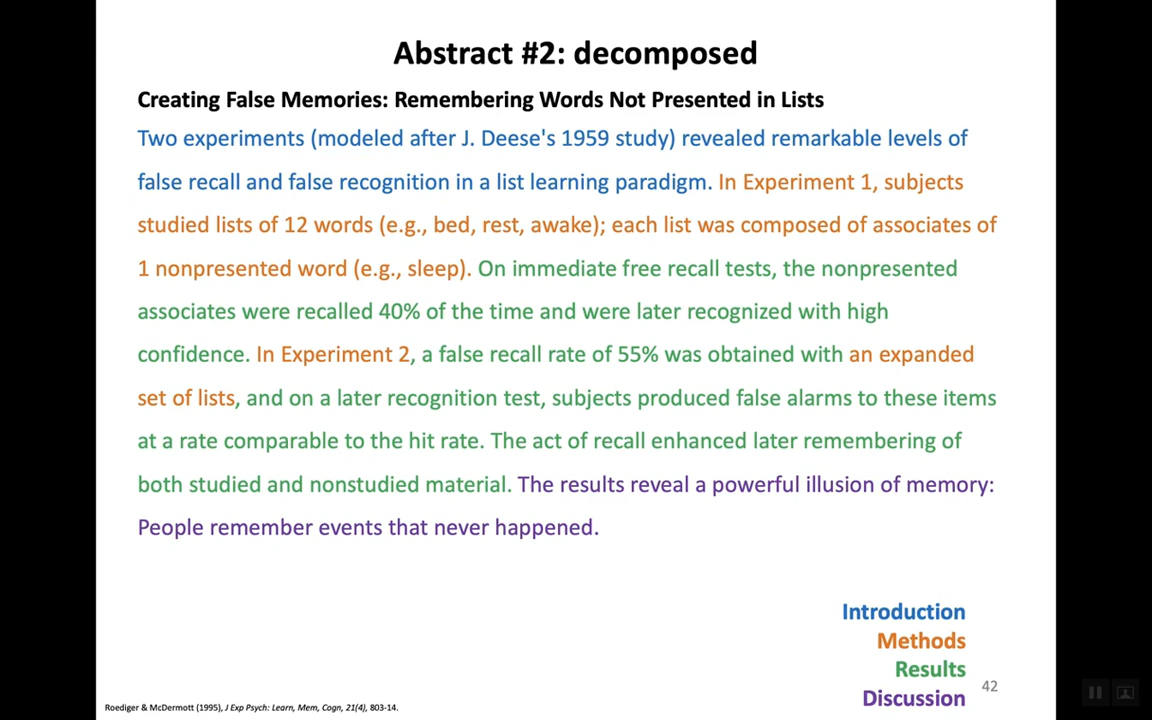 Abstract #2: decomposed
Creating False Memories: Remembering Words Not Presented in Lists
Two experiments (modeled after J. Deese's 1959 study) revealed remarkable levels of
false recall and false recognition in a list learning paradigm. In Experiment 1, subjects
studied lists of 12 words (e.g., bed, rest, awake); each list was composed of associates of
1 nonpresented word (e.g., sleep). On immediate free recall tests, the nonpresented
associates were recalled 40% of the time and were later recognized with high
confidence. In Experiment 2, a false recall rate of 55% was obtained with an expanded
set of lists, and on a later recognition test, subjects produced false alarms to these items
at a rate comparable to the hit rate. The act of recall enhanced later remembering of
both studied and nonstudied material. The results reveal a powerful illusion of memory:
People remember events that never happened.
Introduction
Methods
Results
Discussion
42
Roediger & McDermott (1995), J Exp Psych: Learn, Mem, Cogn, 21(4), 803-14.